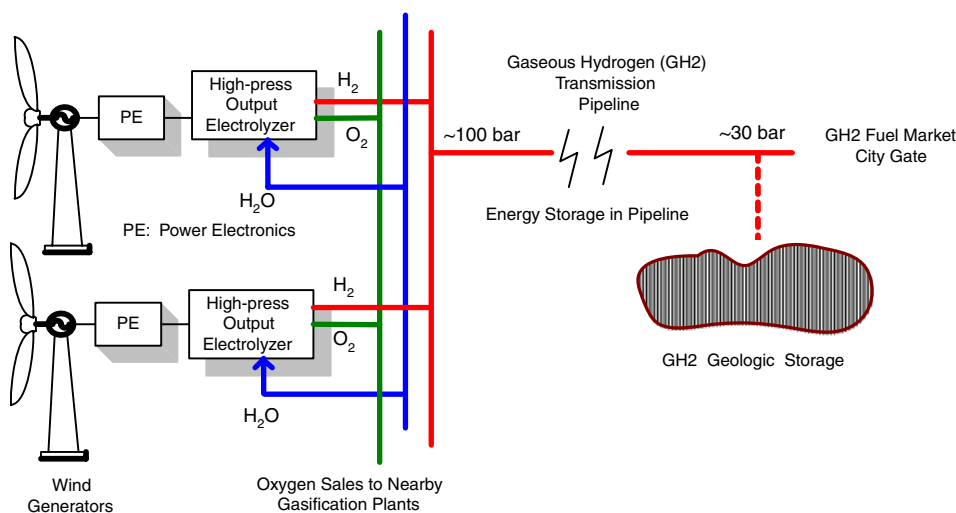 PE
High-press
Output
Electrolyzer
H2
O2
H2O
PE: Power Electronics
Gaseous Hydrogen (GH2)
Transmission
Pipeline
~100 bar
~30 bar
GH2 Fuel Market
City Gate
Energy Storage in Pipeline
GH2 Geologic Storage
PE
High-press
Output
Electrolyzer
H2
O2
H2O
Wind
Generators
Oxygen Sales to Nearby
Gasification Plants